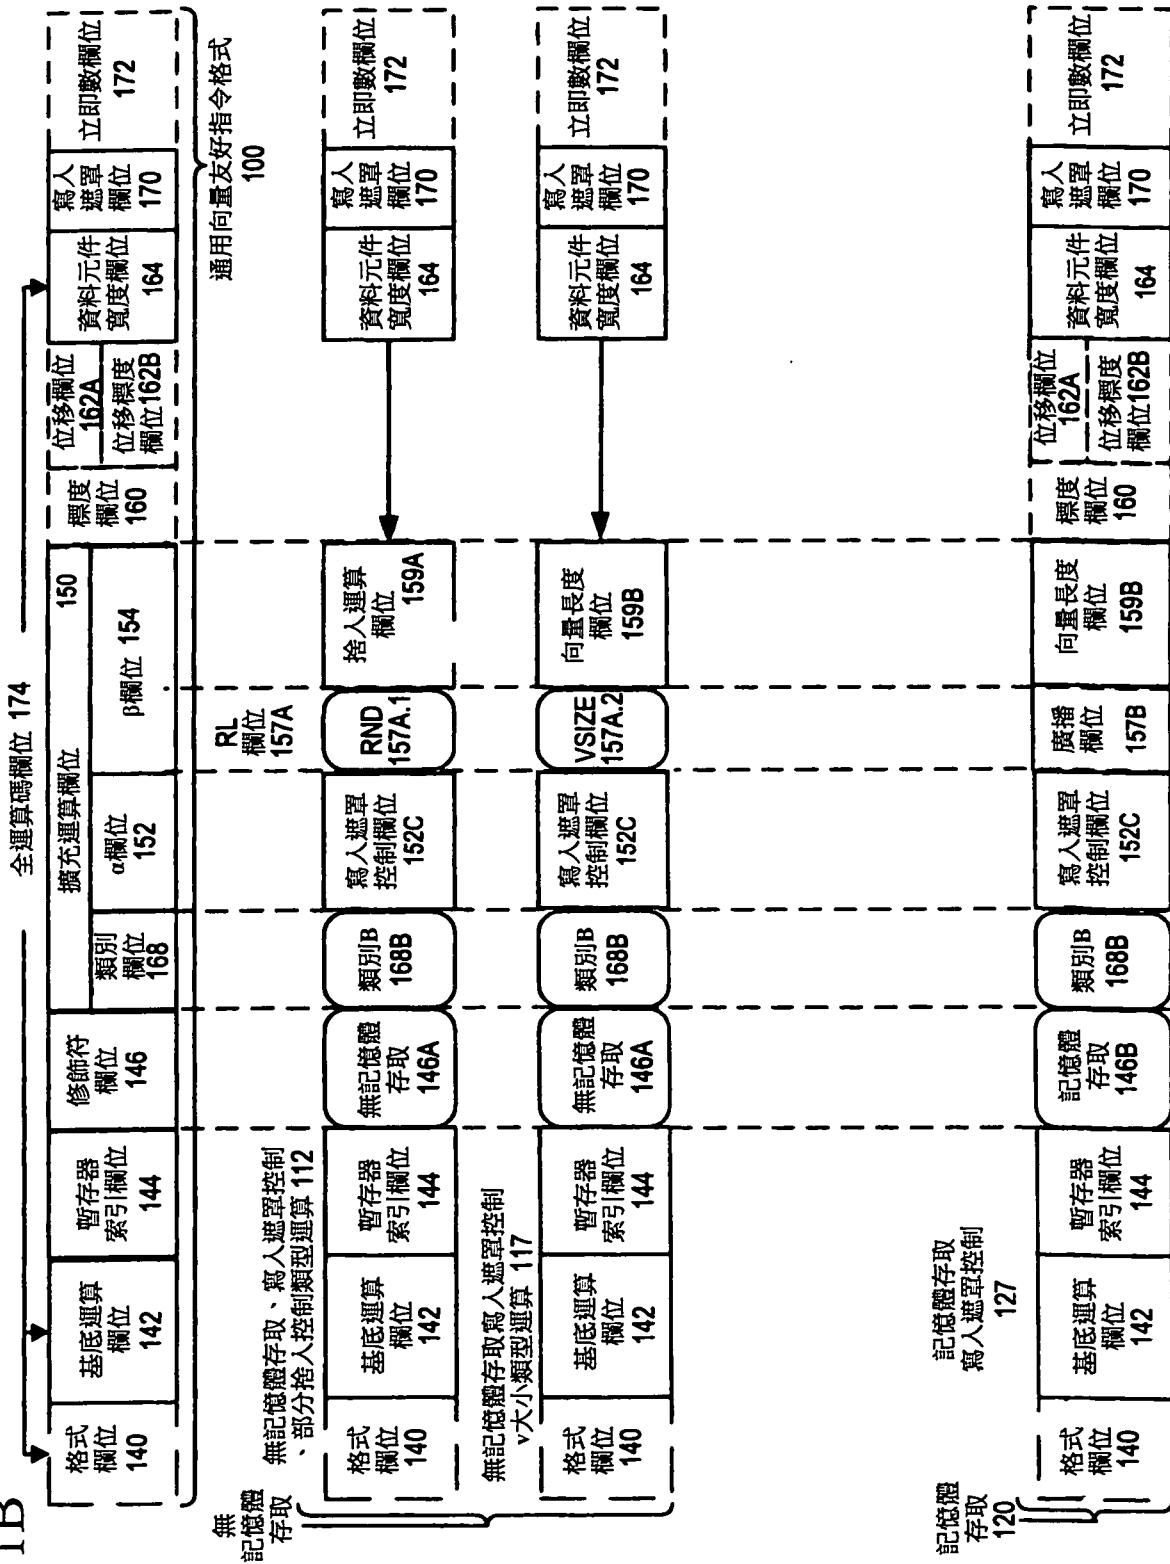 1B
全運算碼欄位 174
格式
欄位
140
基底運算
欄位
142
暫存器
索引欄位
144
修飾符
欄位
146
擴充運算欄位
150
類別
欄位
168
α欄位
152
β欄位 154
標度
欄位
160
位移欄位
162A
位移標度
欄位162B
資料元件
寬度欄位
164
寫入
遮罩
欄位
170
立即數欄位
172
通用向量友好指令格式
100
RL
欄位
157A
無
記憶體
存取
無記憶體存取、寫入遮罩控制
、部分捨入控制類型運算 112
格式
欄位
140
基底運算
欄位
142
暫存器
索引欄位
144
無記憶體
存取
146A
類別B
168B
寫入遮罩
控制欄位
152C
RND
157A.1
捨入運算
欄位
159A
資料元件
寬度欄位
164
寫入
遮罩
欄位
170
立即數欄位
172
無記憶體存取寫入遮罩控制
v大小類型運算 117
格式
欄位
140
基底運算
欄位
142
暫存器
索引欄位
144
無記憶體
存取
146A
類別B
168B
寫入遮罩
控制欄位
152C
VSIZE
157A.2
向量長度
欄位
159B
資料元件
寬度欄位
164
寫入
遮罩
欄位
170
立即數欄位
172
記憶體
存取
120
記憶體存取
寫入遮罩控制
127
格式
欄位
140
基底運算
欄位
142
暫存器
索引欄位
144
記憶體
存取
146B
類別B
168B
寫入遮罩
控制欄位
152C
廣播
欄位
157B
向量長度
欄位
159B
標度
欄位
160
位移欄位
162A
位移標度
欄位162B
資料元件
寬度欄位
164
寫入
遮罩
欄位
170
立即數欄位
172